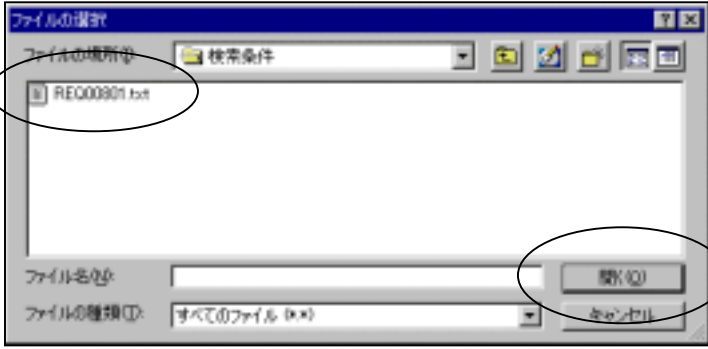 ファイルの選択
ファイルの場所(I): 検索条件
REQ00801.txt
ファイル名(N): 開く(O)
ファイルの種類(T): すべてのファイル (*.*) キャンセル